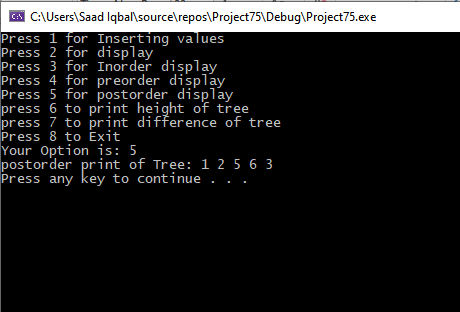 C:\Users\Saad Iqbal\source\repos\Project75\Debug\Project75.exe
Press 1 for Inserting values
Press 2 for display
Press 3 for Inorder display
Press 4 for preorder display
Press 5 for postorder display
press 6 to print height of tree
press 7 to print difference of tree
Press 8 to Exit
Your Option is: 5
postorder print of Tree: 1 2 5 6 3
Press any key to continue . . .